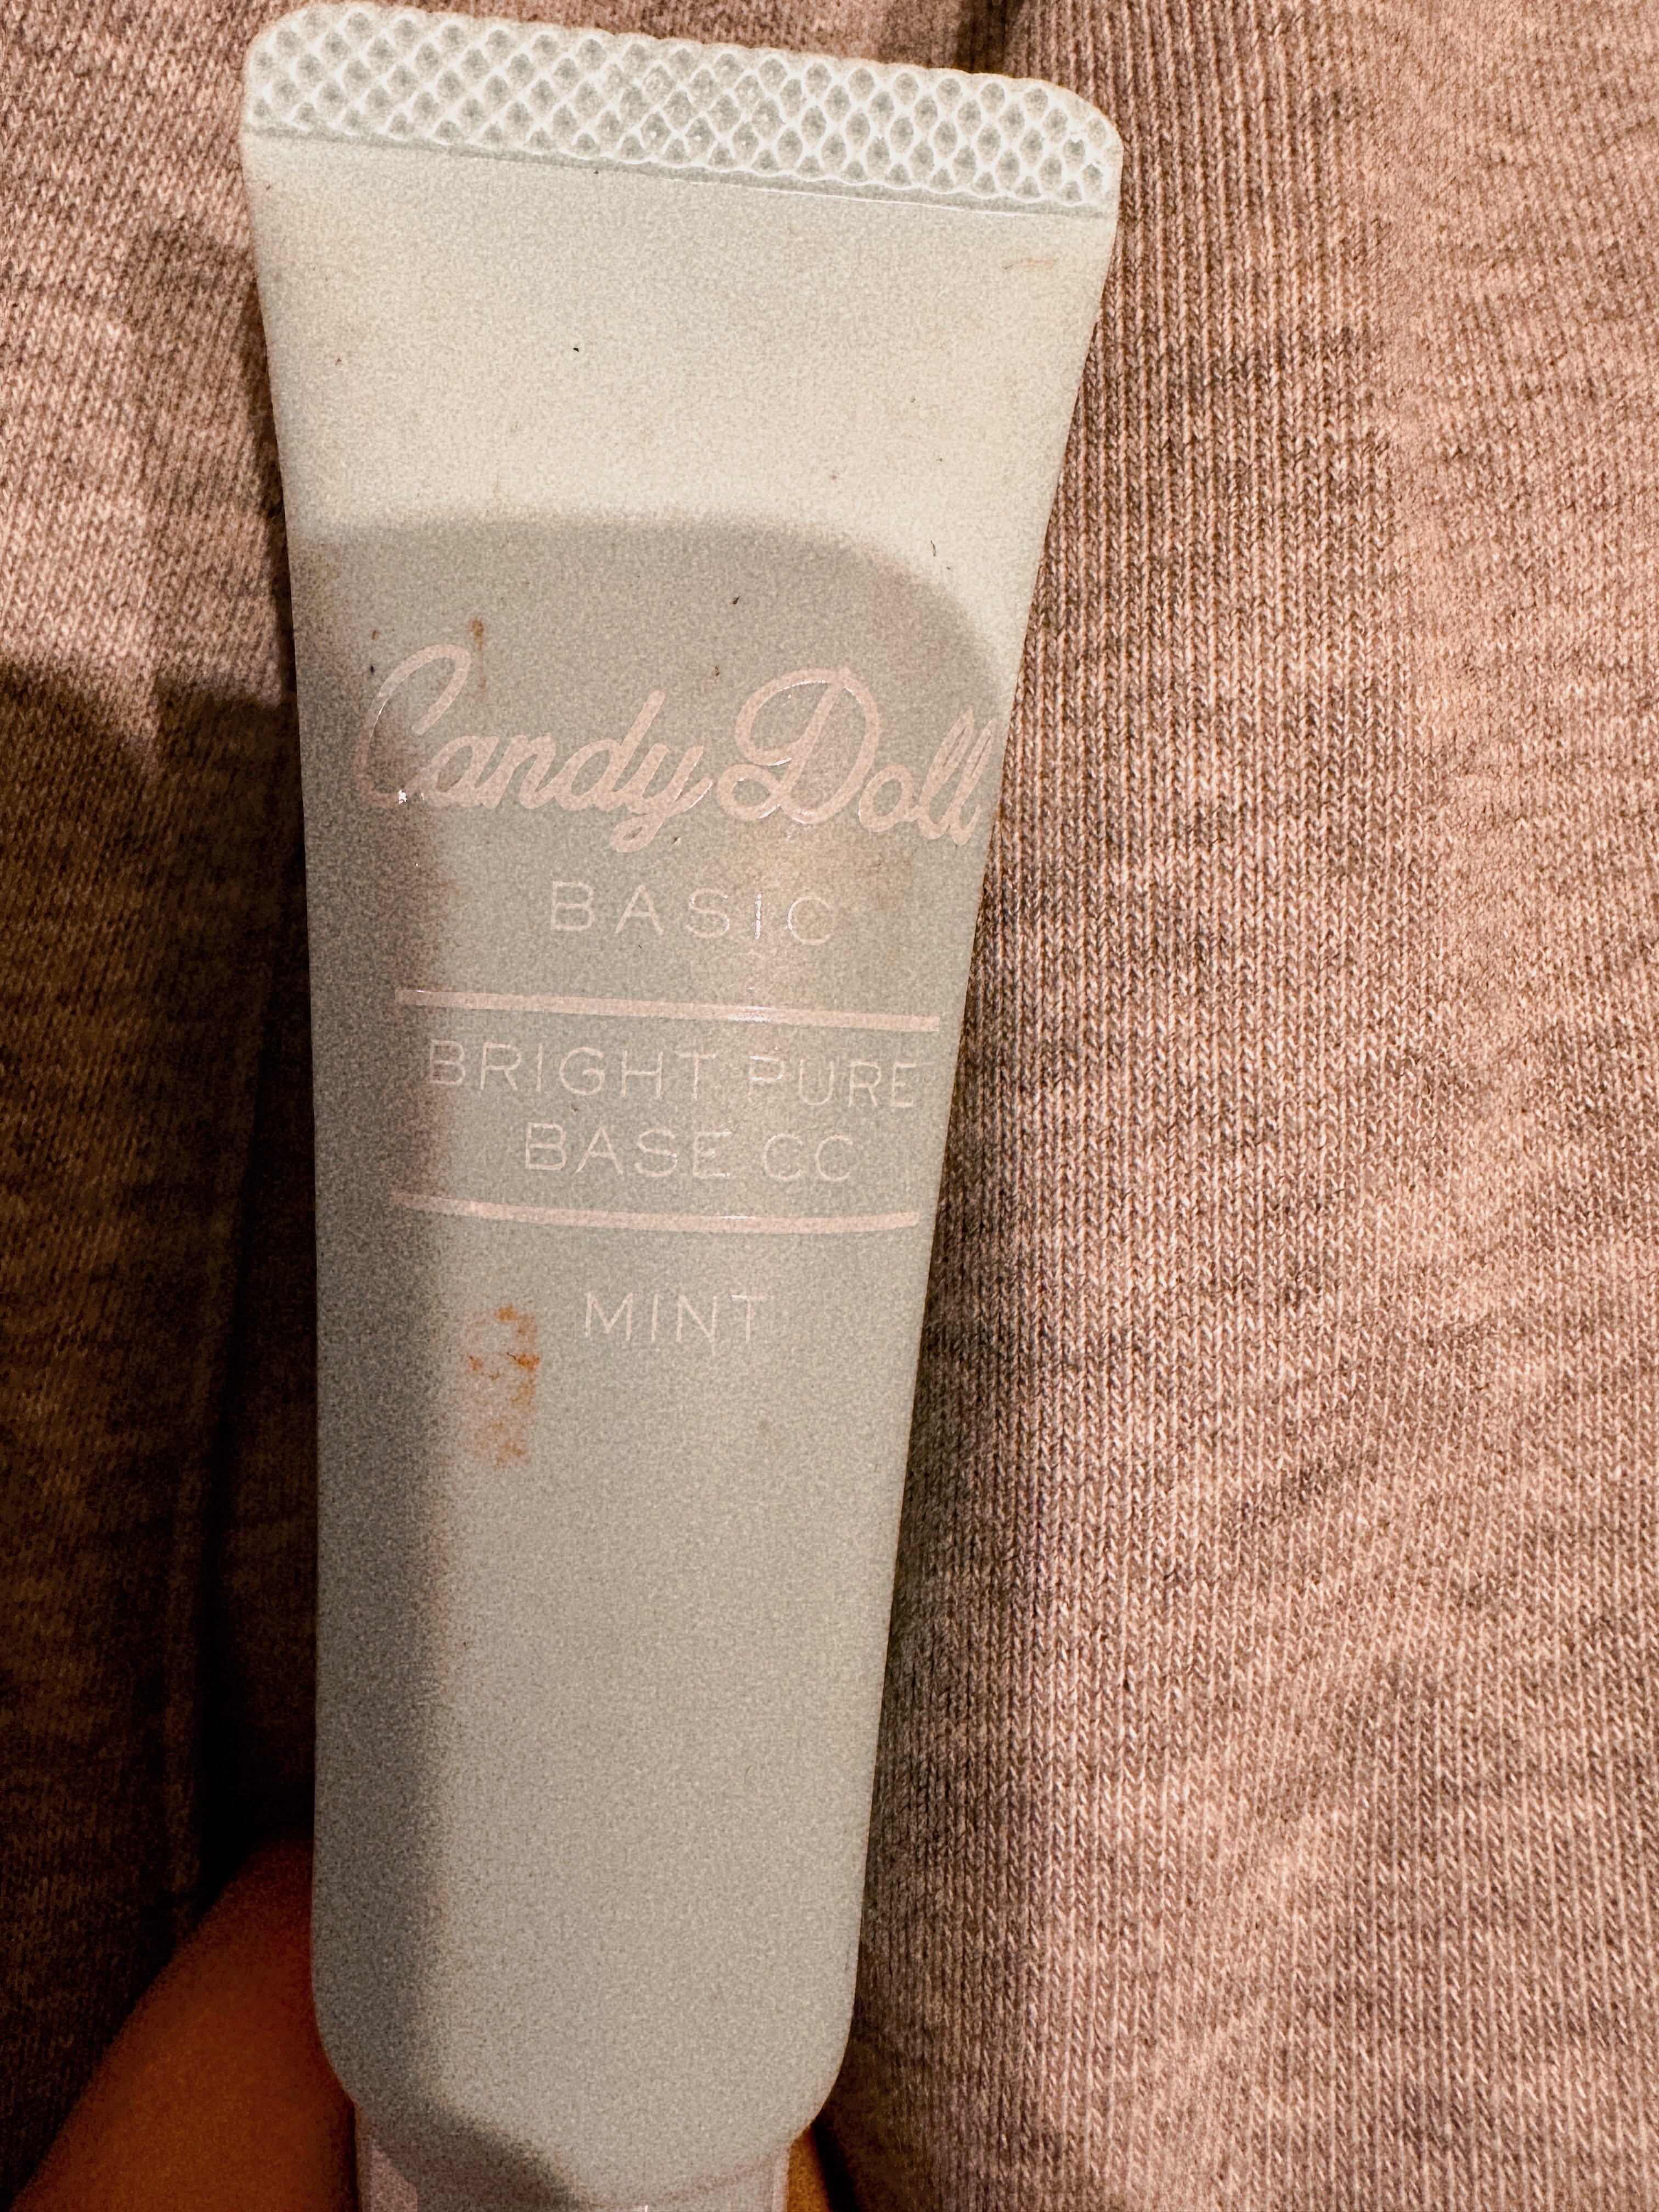 Candy Doll
BASIC
BRIGHT PURE
BASE CC
MINT